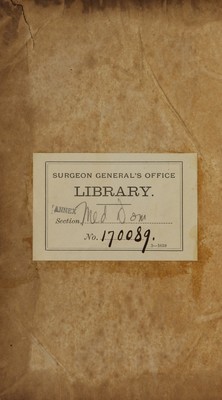 SURGEON GENERAL'S OFFICE
LIBRARY.
ANNEX
Section, Med Dom
No. 170089.